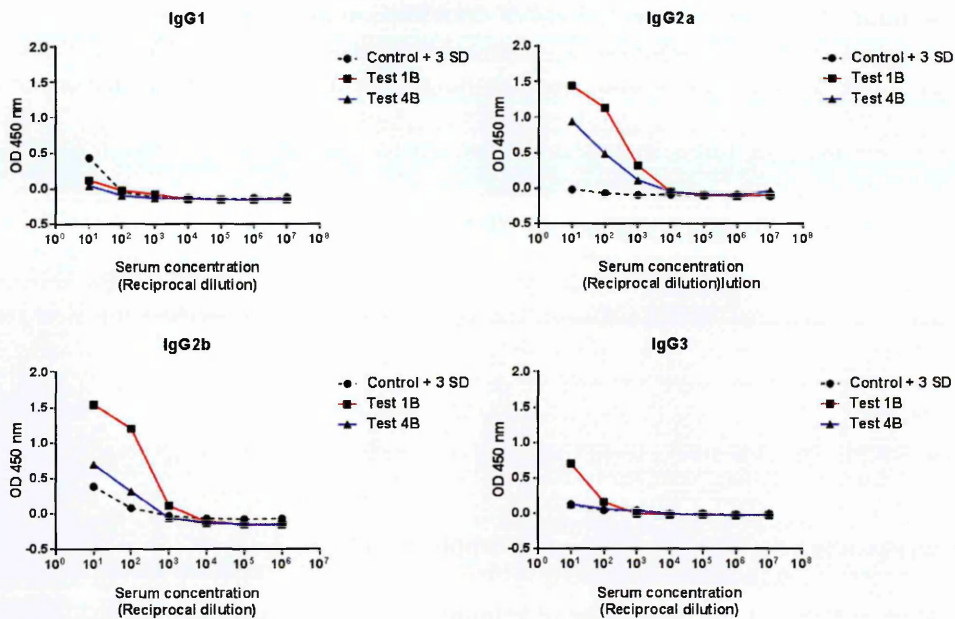 IgG1
2.0
1.5
1.0
0.5
0.0
-0.5
OD 450 nm
10⁰ 10¹ 10² 10³ 10⁴ 10⁵ 10⁶ 10⁷ 10⁸
Serum concentration
(Reciprocal dilution)
Control + 3 SD
Test 1B
Test 4B
IgG2a
2.0
1.5
1.0
0.5
0.0
-0.5
OD 450 nm
10⁰ 10¹ 10² 10³ 10⁴ 10⁵ 10⁶ 10⁷ 10⁸
Serum concentration
(Reciprocal dilution)lution
Control + 3 SD
Test 1B
Test 4B
IgG2b
2.0
1.5
1.0
0.5
0.0
-0.5
OD 450 nm
10⁰ 10¹ 10² 10³ 10⁴ 10⁵ 10⁶ 10⁷
Serum concentration
(Reciprocal dilution)
Control + 3 SD
Test 1B
Test 4B
IgG3
2.0
1.5
1.0
0.5
0.0
-0.5
OD 450 nm
10⁰ 10¹ 10² 10³ 10⁴ 10⁵ 10⁶ 10⁷ 10⁸
Serum concentration
(Reciprocal dilution)
Control + 3 SD
Test 1B
Test 4B